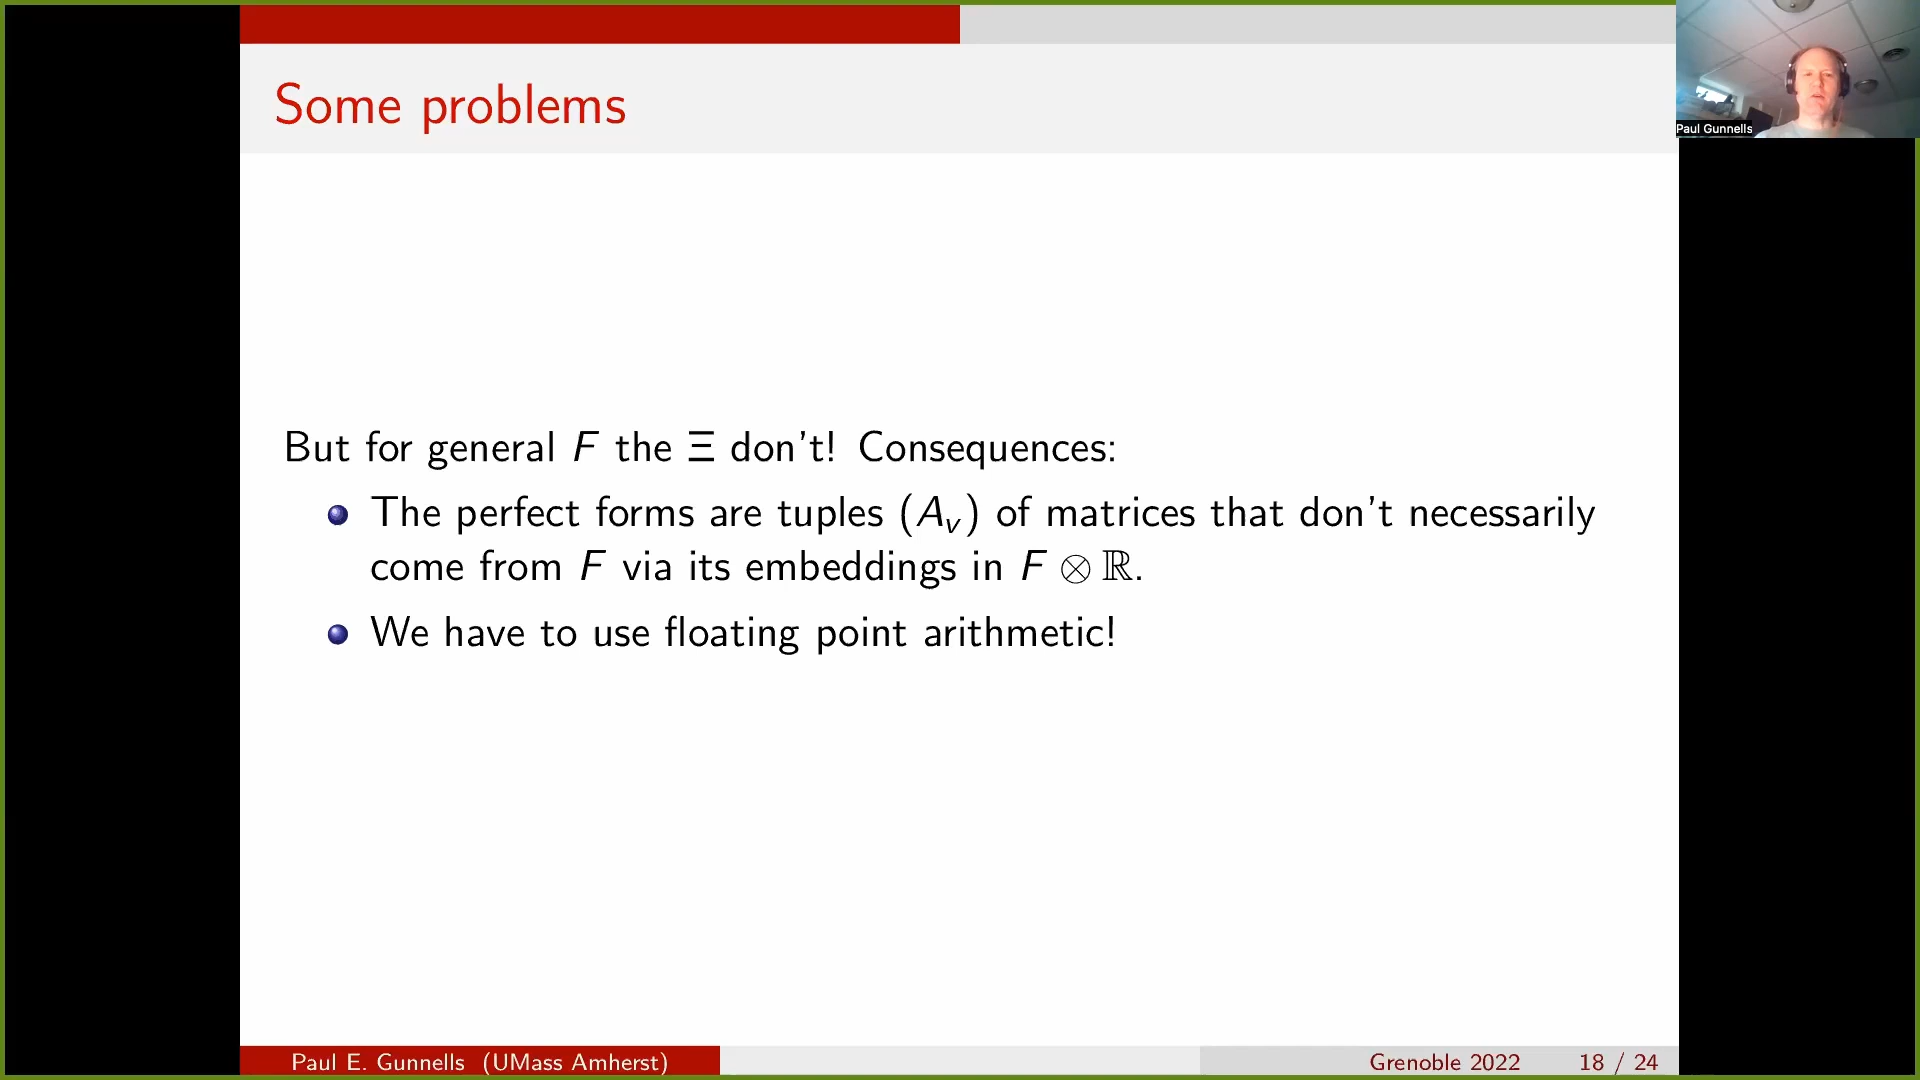 Some problems
Paul Gunnells
But for general F the Ξ don't! Consequences:
The perfect forms are tuples (A_v) of matrices that don't necessarily
come from F via its embeddings in F ⊗ ℝ.
We have to use floating point arithmetic!
Paul E. Gunnells (UMass Amherst)
Grenoble 2022 18 / 24